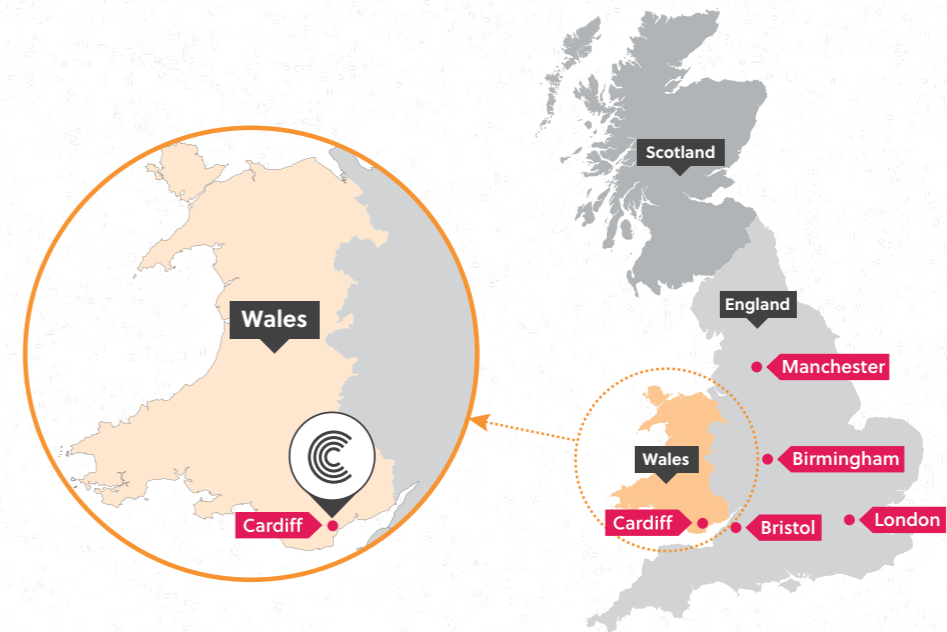 Wales
Cardiff
Scotland
England
Manchester
Birmingham
Wales
Cardiff
Bristol
London